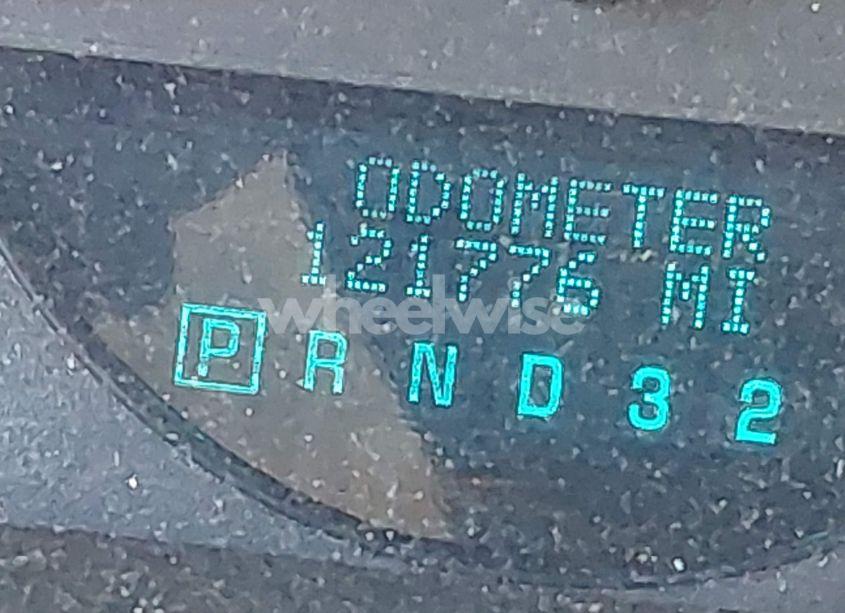 ODOMETER
121776 MI
wheelwise
P R N D 3 2